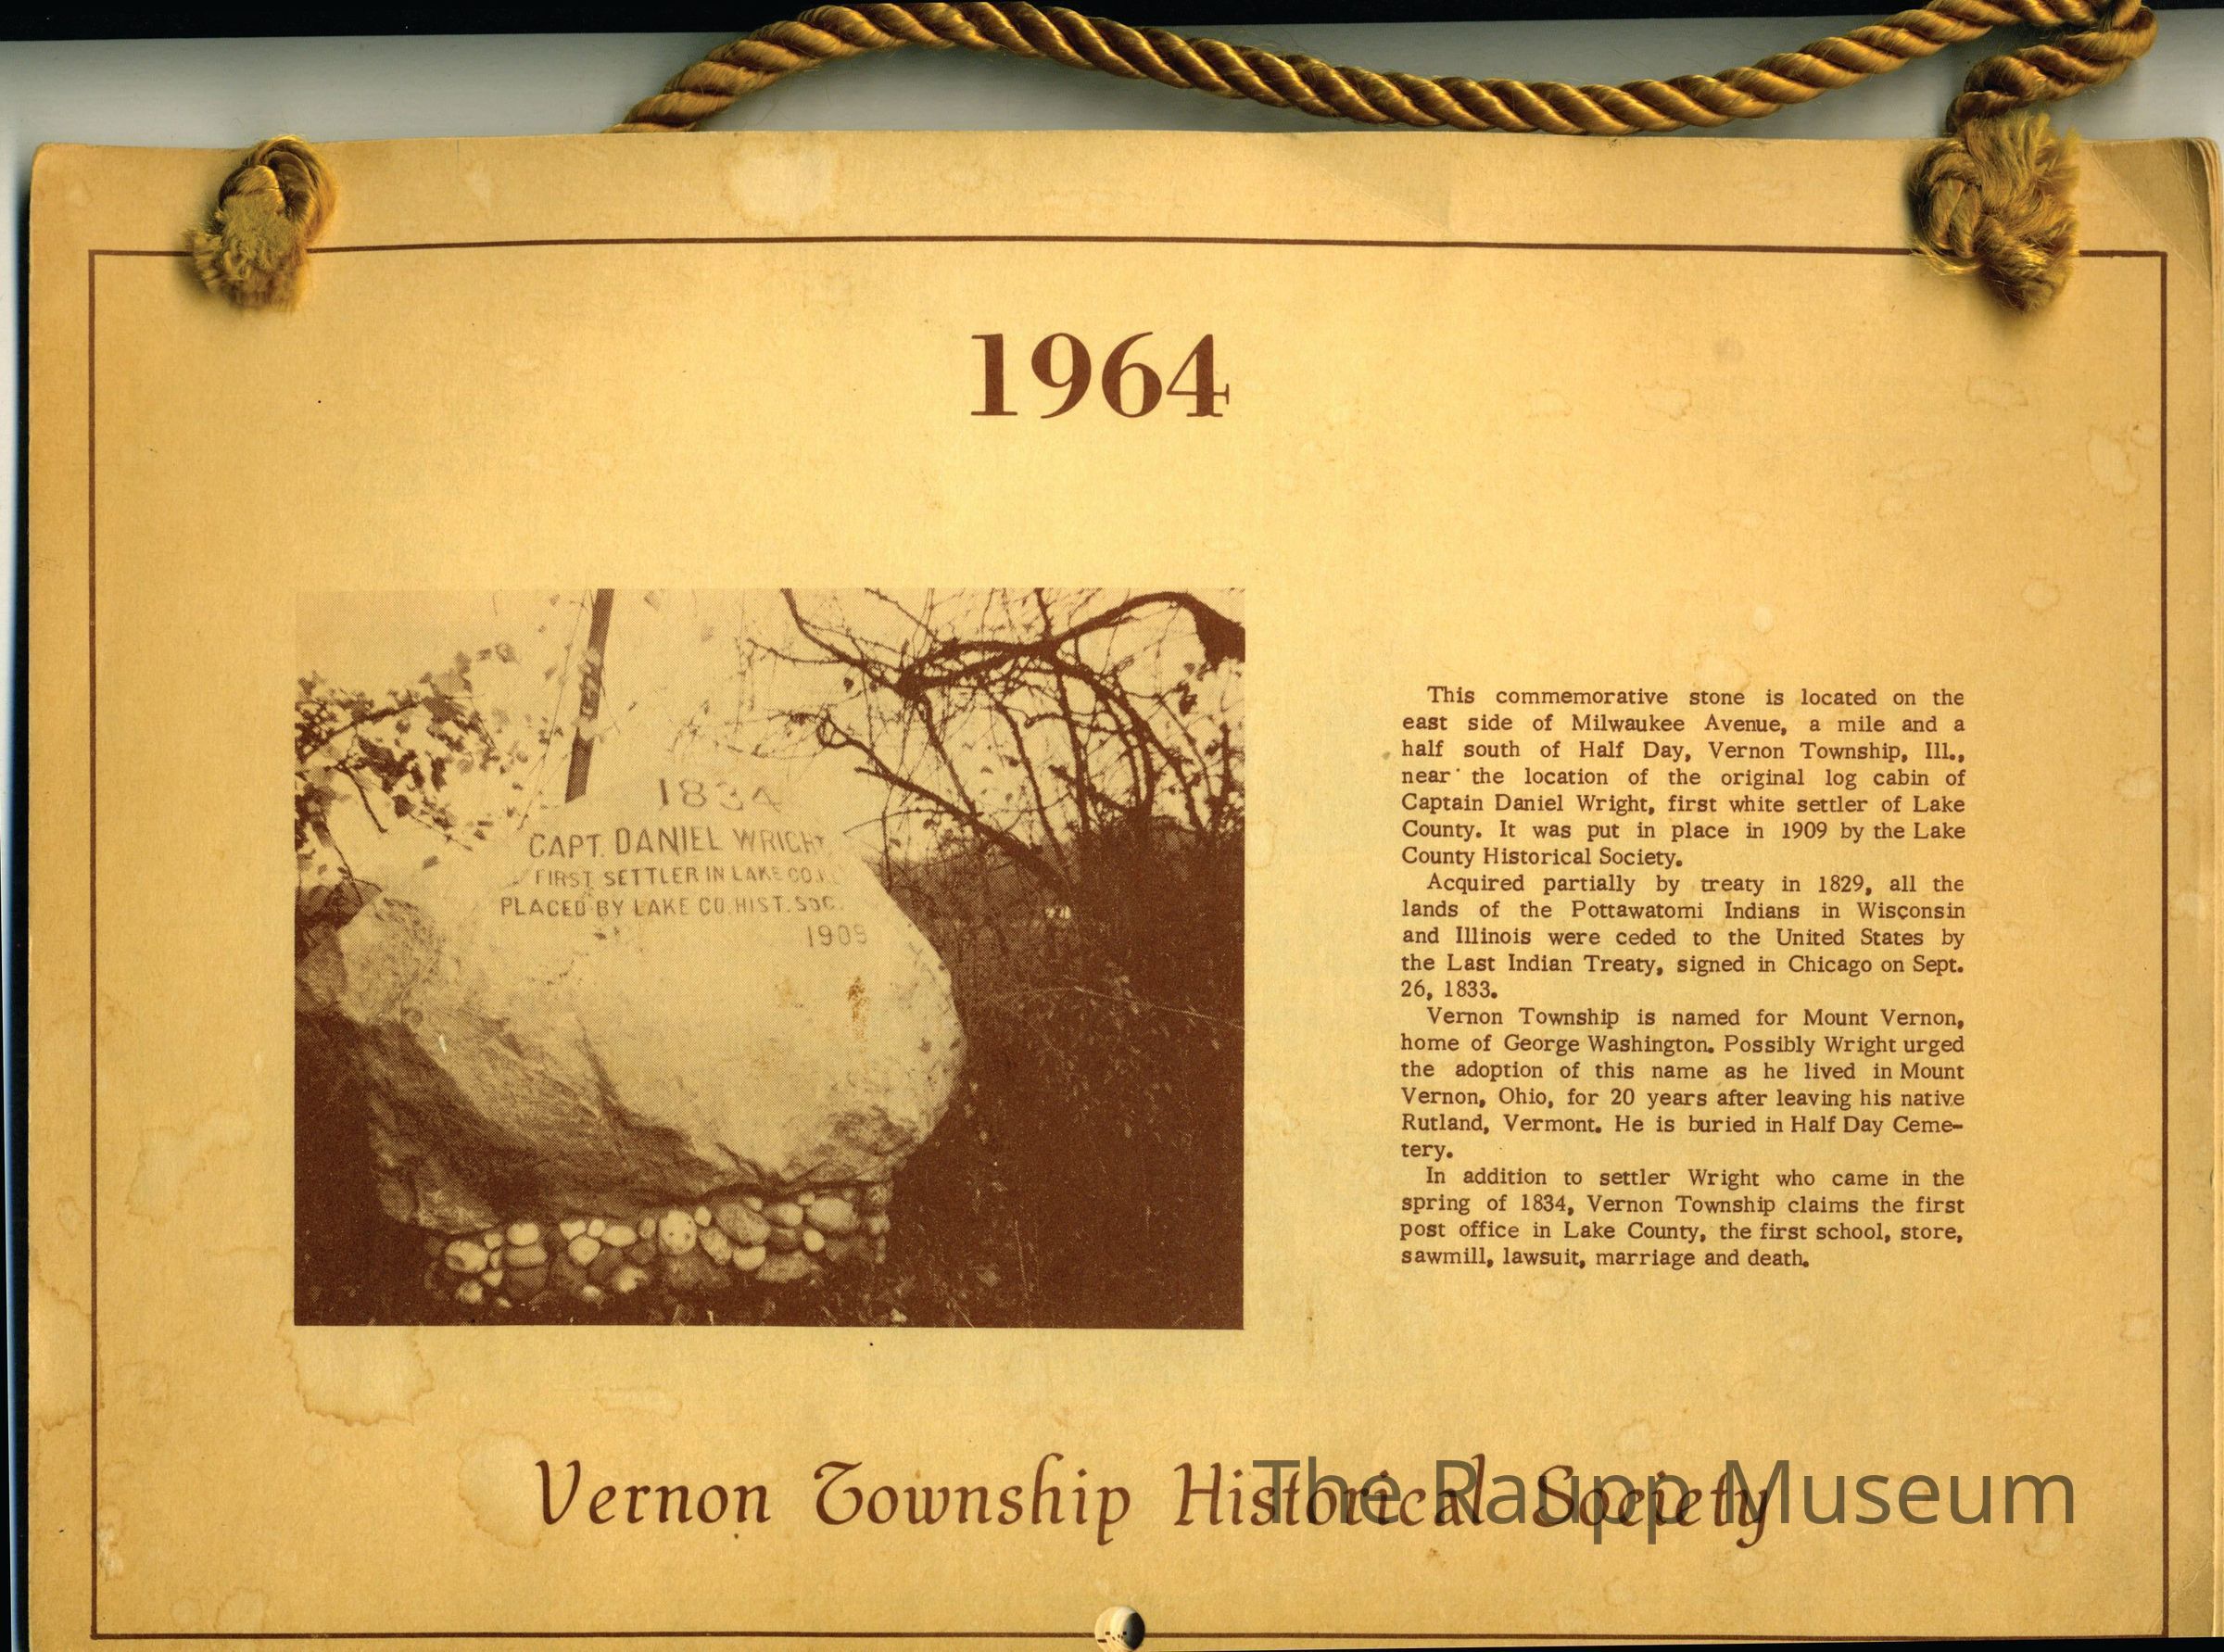 1964
1834
CAPT. DANIEL WRIGHT
FIRST SETTLER IN LAKE CO.
PLACED BY LAKE CO. HIST. SOC.
1909
This commemorative stone is located on the
east side of Milwaukee Avenue, a mile and a
half south of Half Day, Vernon Township, Ill.,
near the location of the original log cabin of
Captain Daniel Wright, first white settler of Lake
County. It was put in place in 1909 by the Lake
County Historical Society.
Acquired partially by treaty in 1829, all the
lands of the Pottawatomi Indians in Wisconsin
and Illinois were ceded to the United States by
the Last Indian Treaty, signed in Chicago on Sept.
26, 1833.
Vernon Township is named for Mount Vernon,
home of George Washington. Possibly Wright urged
the adoption of this name as he lived in Mount
Vernon, Ohio, for 20 years after leaving his native
Rutland, Vermont. He is buried in Half Day Ceme-
tery.
In addition to settler Wright who came in the
spring of 1834, Vernon Township claims the first
post office in Lake County, the first school, store,
sawmill, lawsuit, marriage and death.
Vernon Township Historical Society
The Raupp Museum